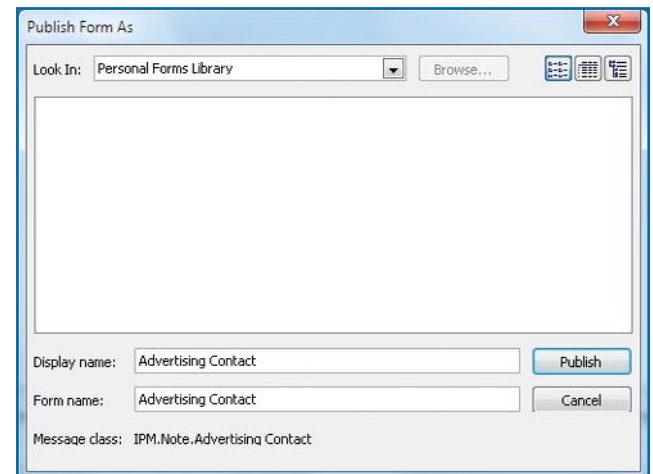 Publish Form As
Look In: Personal Forms Library Browse...
Display name: Advertising Contact Publish
Form name: Advertising Contact Cancel
Message class: IPM.Note.Advertising Contact